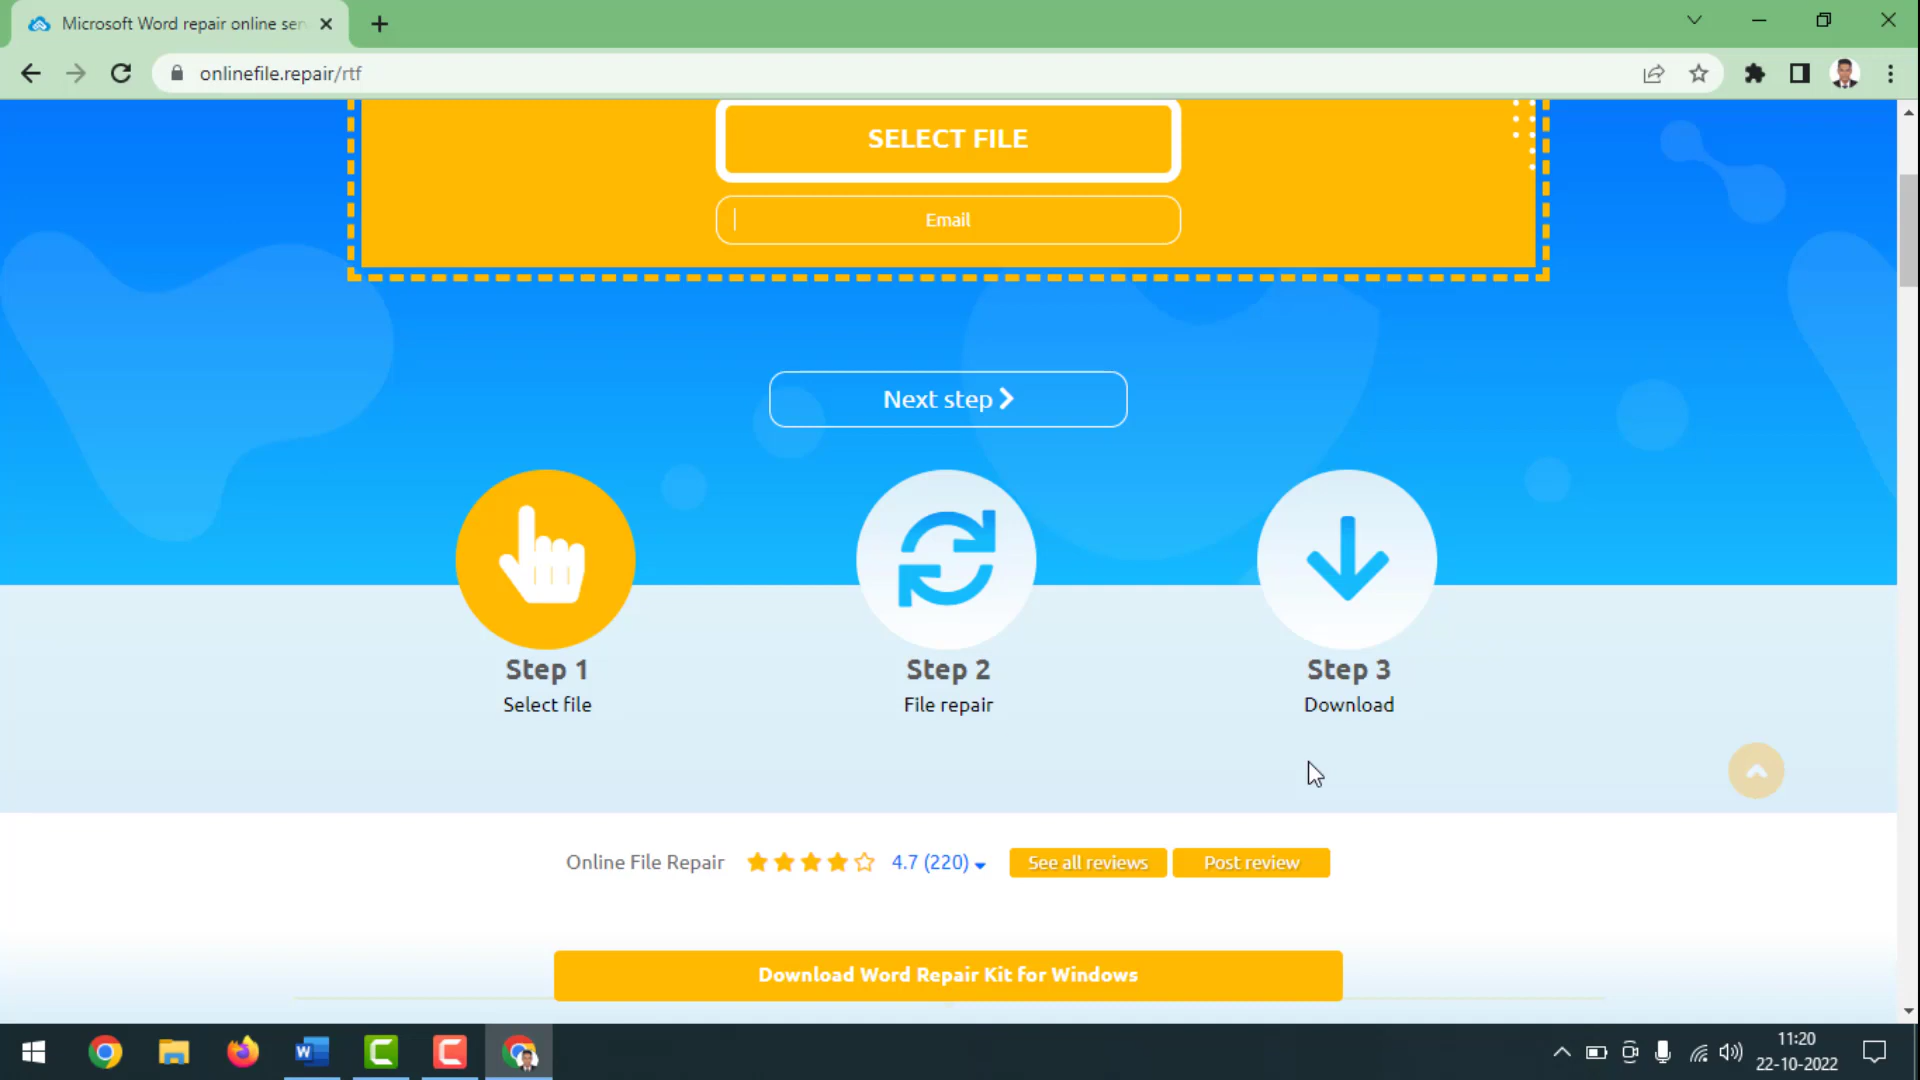 Microsoft Word repair online ser
onlinefile.repair/rtf
SELECT FILE
Email
Next step
Step 1
Select file
Step 2
File repair
Step 3
Download
Online File Repair 4.7 (220) See all reviews Post review
Download Word Repair Kit for Windows
11:20
22-10-2022